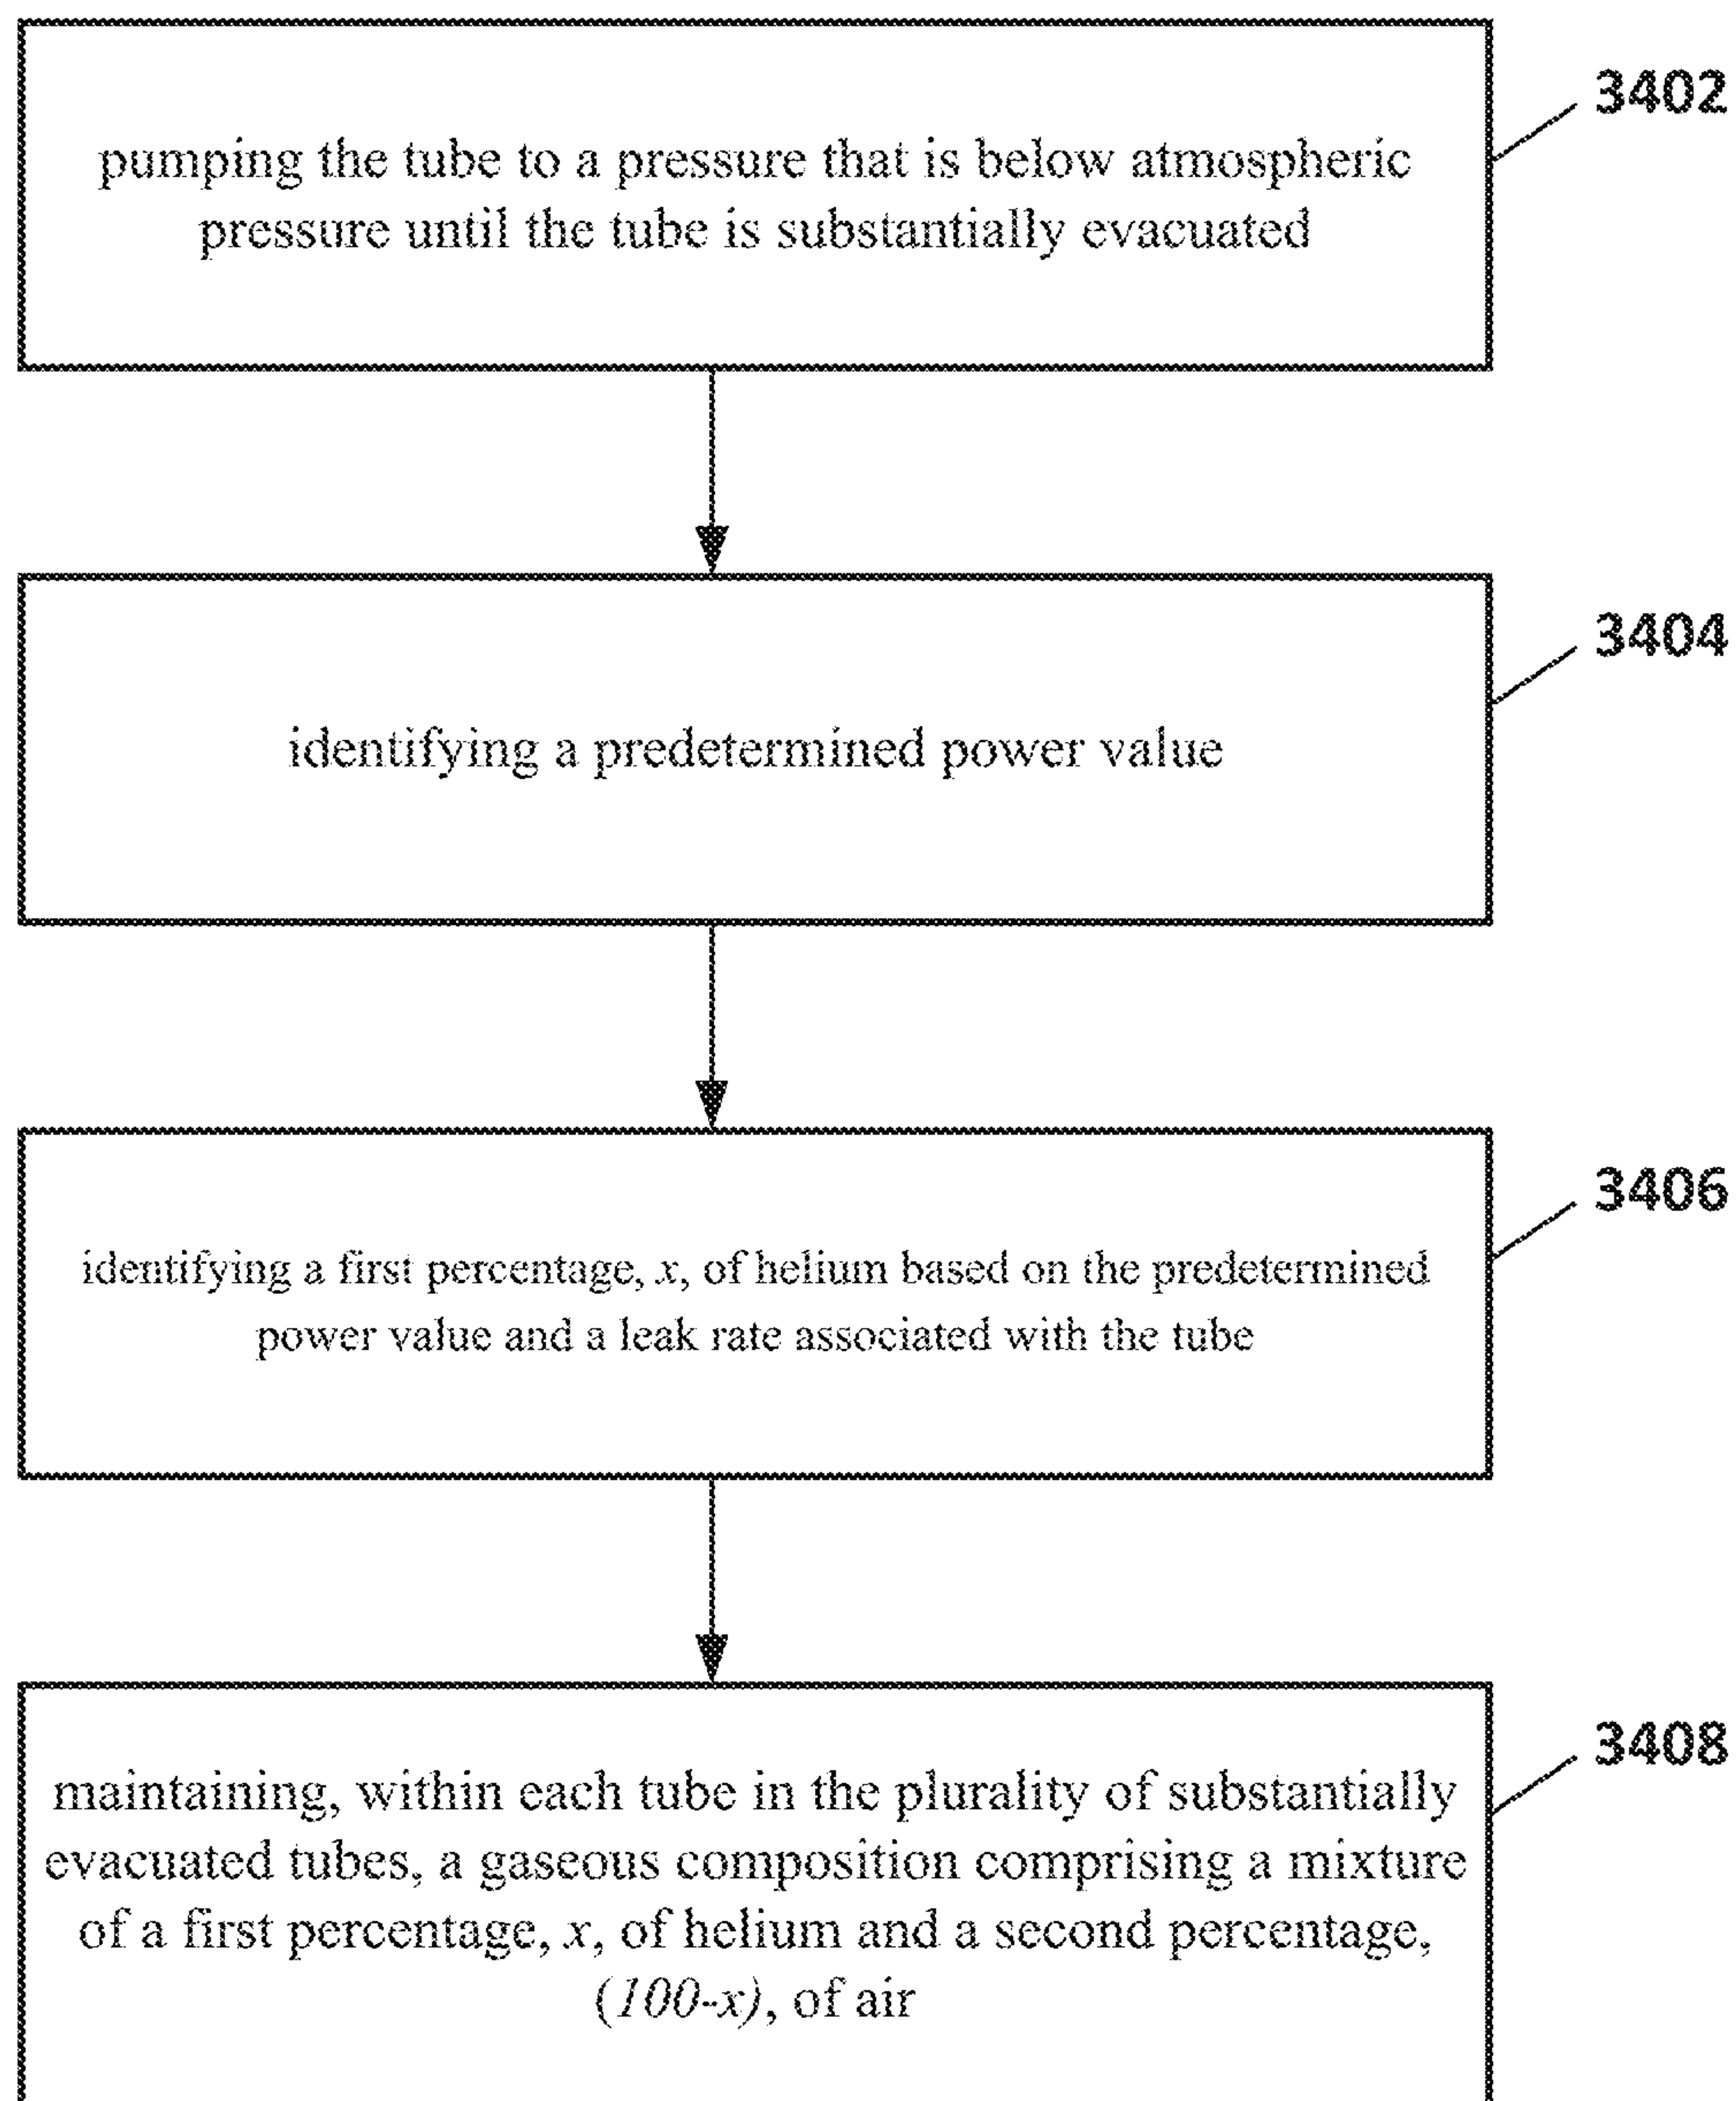 pumping the tube to a pressure that is below atmospheric
pressure until the tube is substantially evacuated
3402
identifying a predetermined power value
3404
identifying a first percentage, x, of helium based on the predetermined
power value and a leak rate associated with the tube
3406
maintaining, within each tube in the plurality of substantially
evacuated tubes, a gaseous composition comprising a mixture
of a first percentage, x, of helium and a second percentage,
(100-x), of air
3408